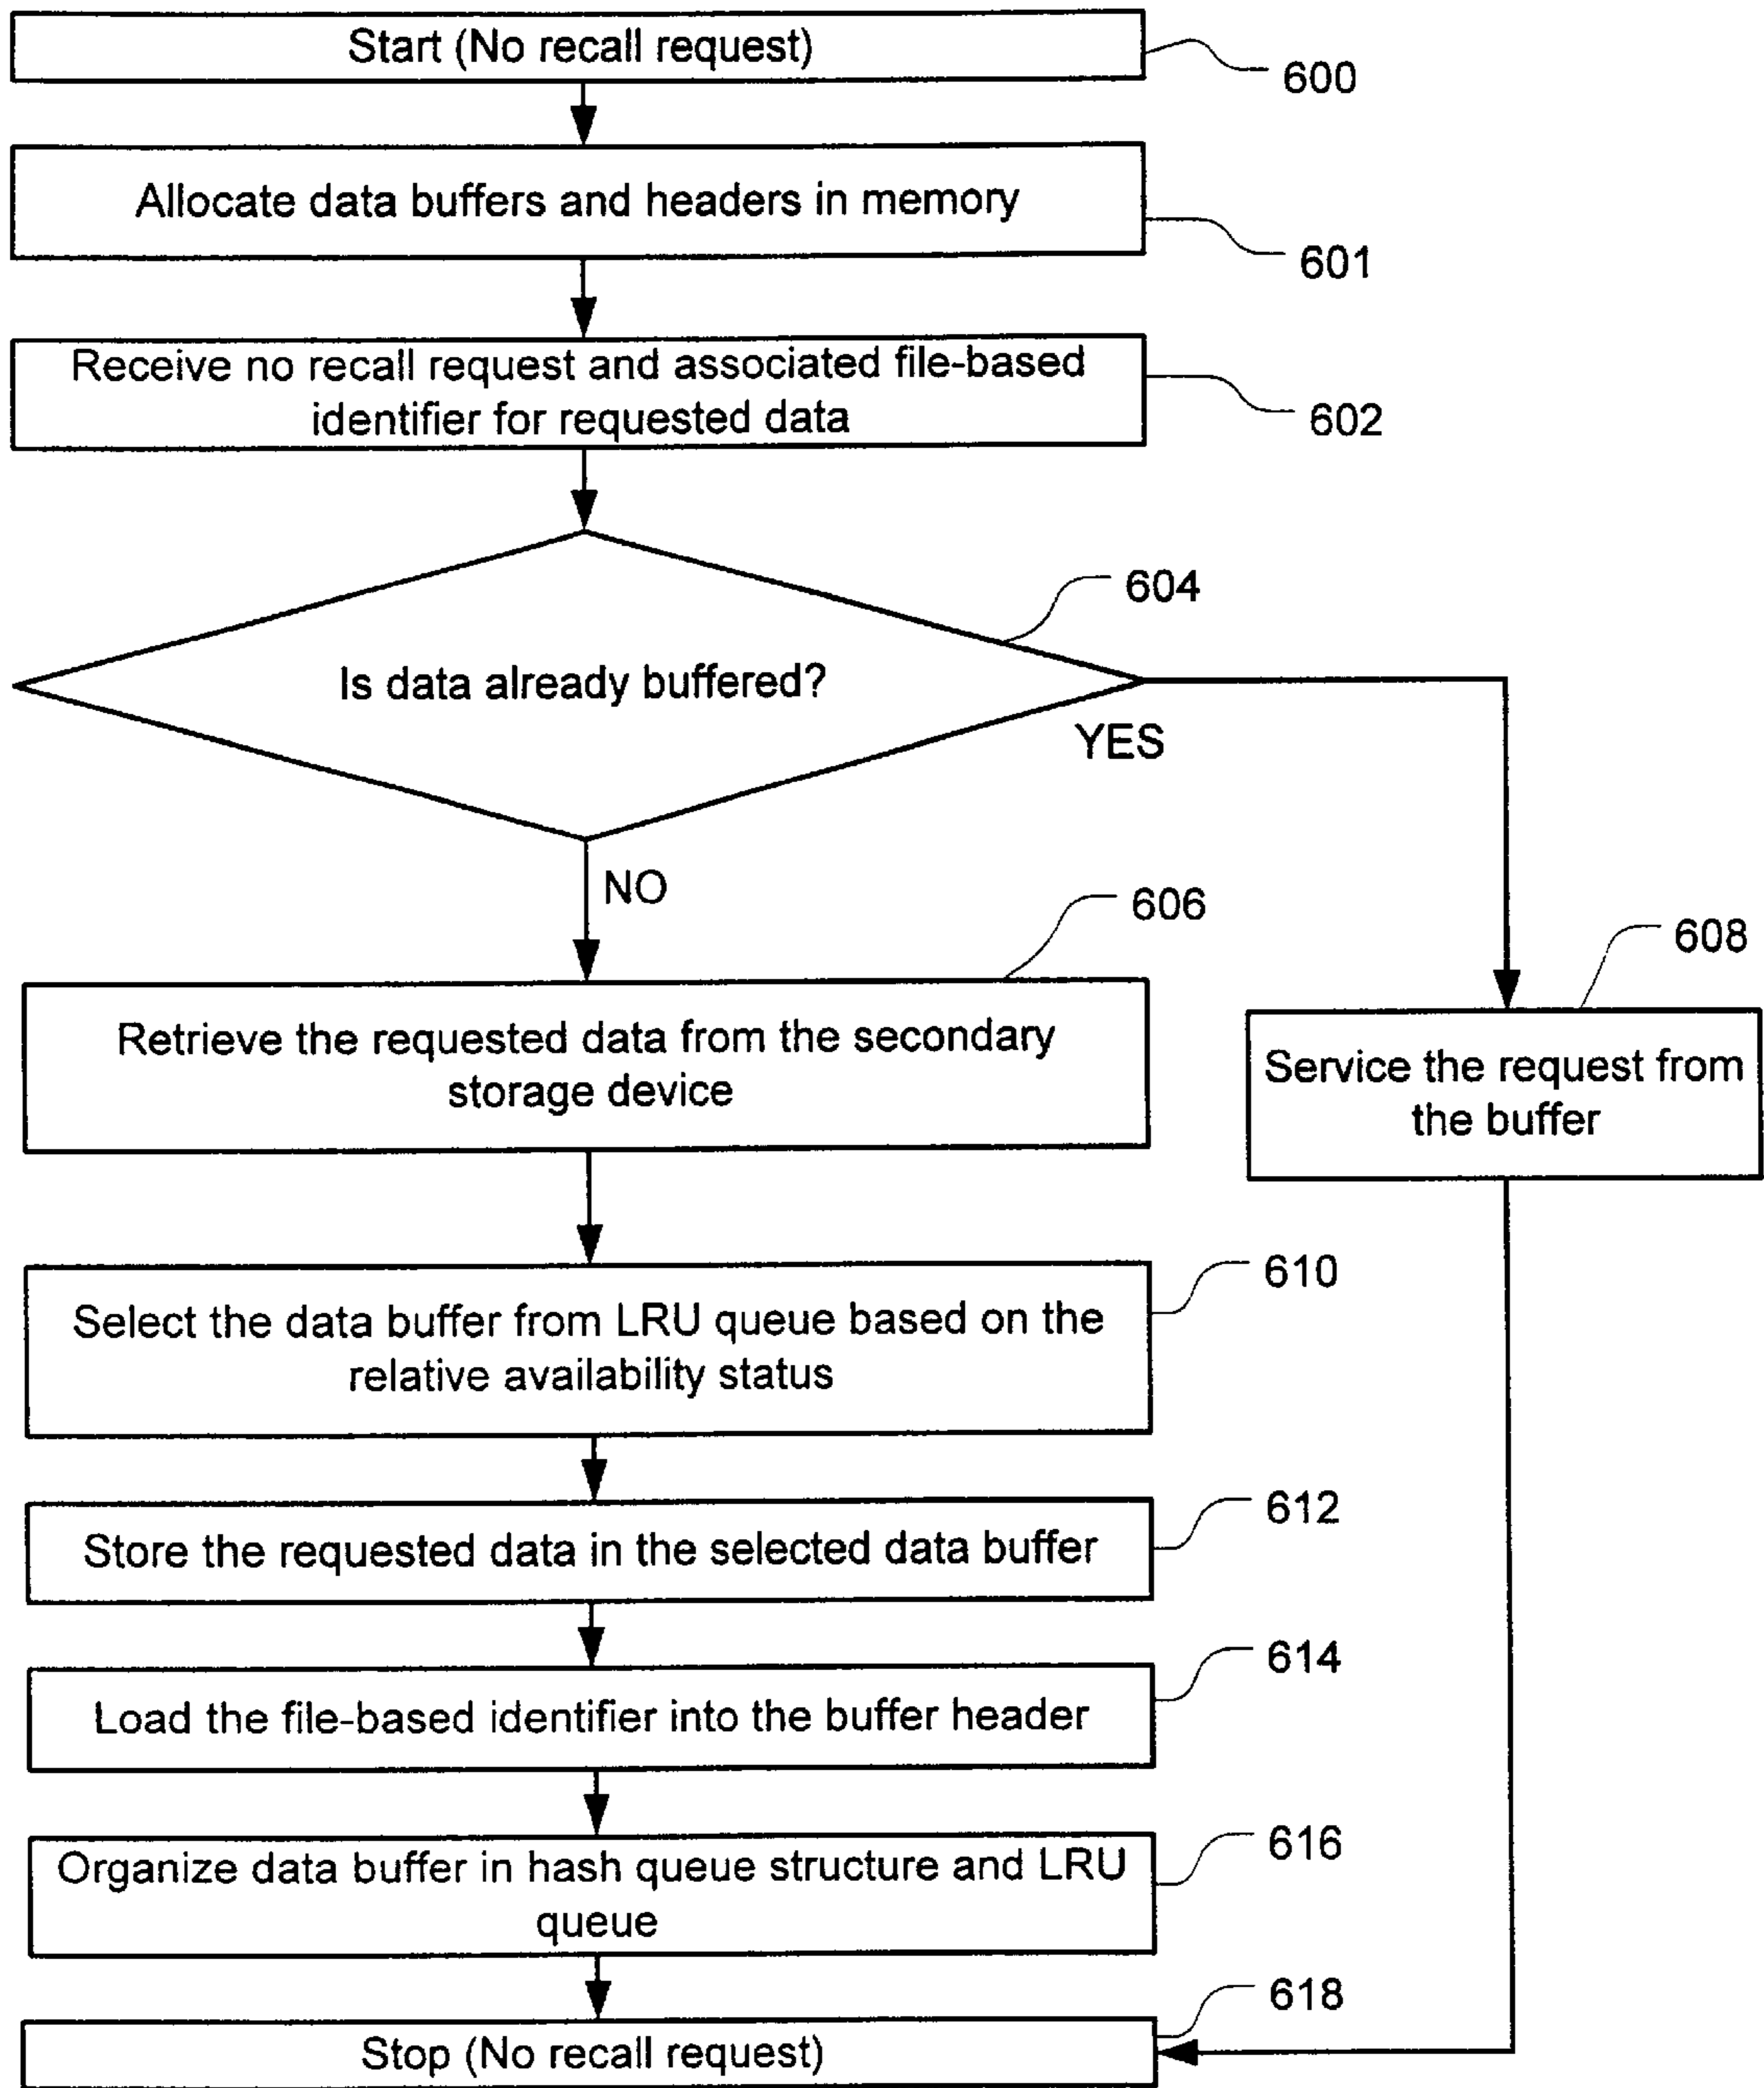 Start (No recall request)
600
Allocate data buffers and headers in memory
601
Receive no recall request and associated file-based
identifier for requested data
602
604
Is data already buffered?
YES
NO
606
608
Retrieve the requested data from the secondary
storage device
Service the request from
the buffer
610
Select the data buffer from LRU queue based on the
relative availability status
612
Store the requested data in the selected data buffer
614
Load the file-based identifier into the buffer header
616
Organize data buffer in hash queue structure and LRU
queue
618
Stop (No recall request)